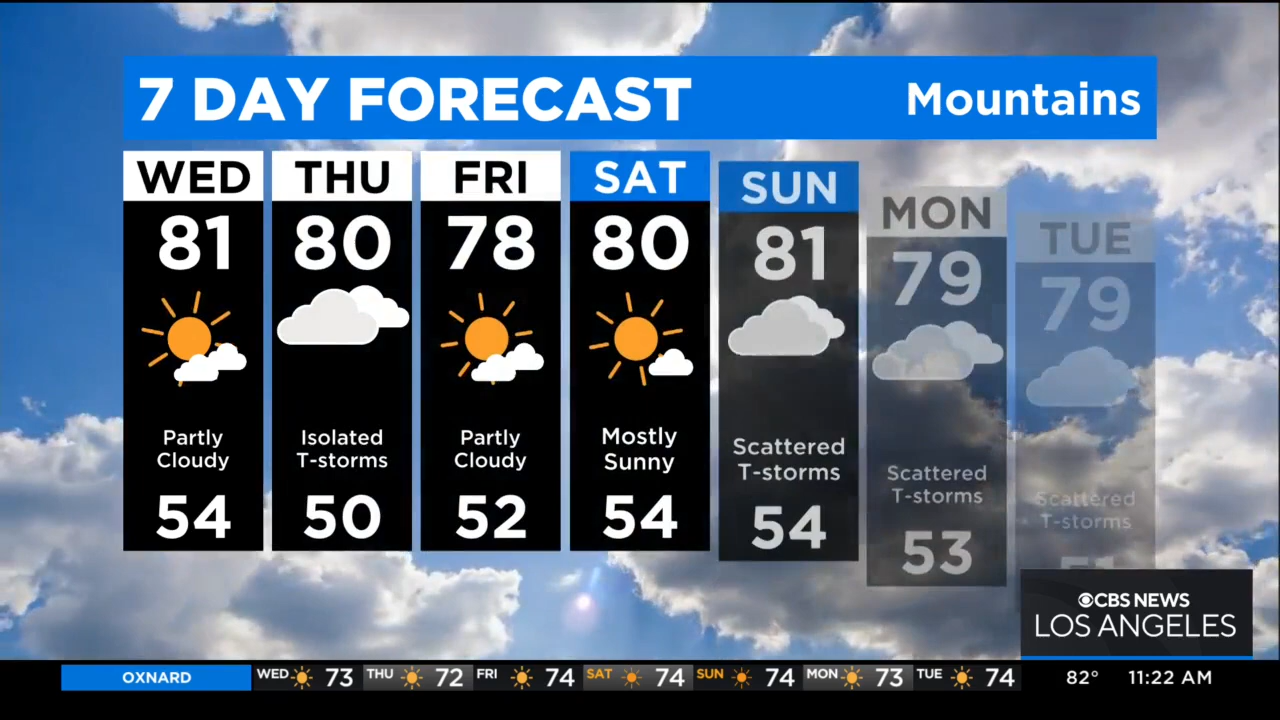 7 DAY FORECAST
Mountains
WED THU FRI SAT SUN MON TUE
81 80 78 80 81 79 79
Partly Cloudy
Isolated T-storms
Partly Cloudy
Mostly Sunny
Scattered T-storms
Scattered T-storms
Scattered T-storms
54 50 52 54 54 53 51
CBS NEWS
LOS ANGELES
OXNARD WED 73 THU 72 FRI 74 SAT 74 SUN 74 MON 73 TUE 74 82° 11:22 AM